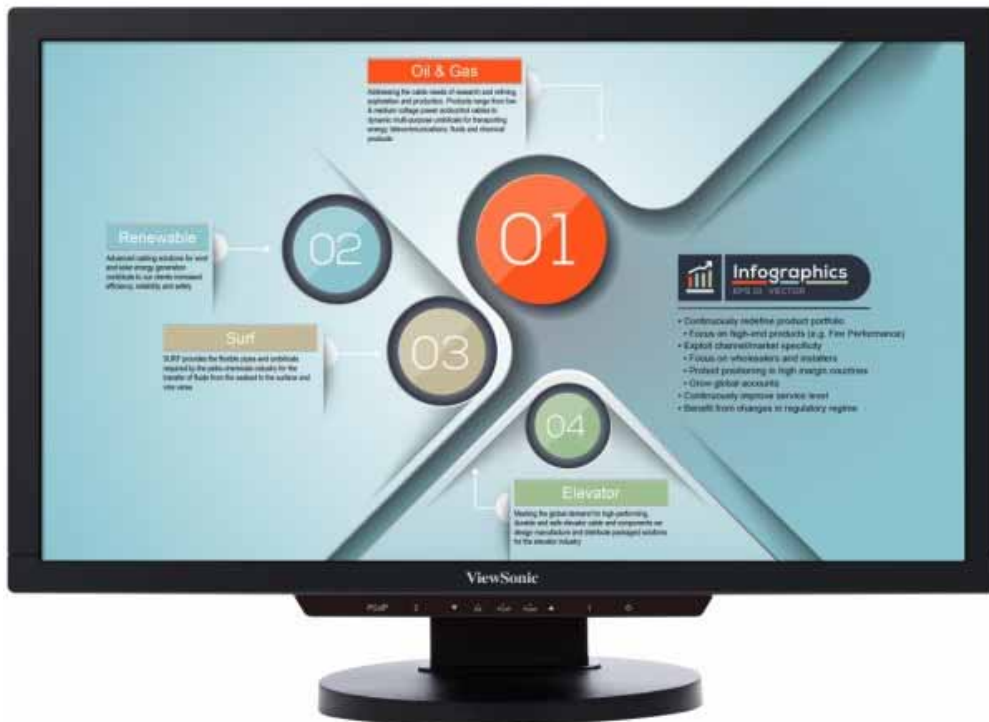 Oil & Gas
Addressing the cable needs of research and refining,
exploration and production. Products range from low
& medium voltage power and control cables to
dynamic multi-purpose umbilicals for transporting
energy, telecommunications, fluids and chemical
products
01
Renewable
Advanced cabling solutions for wind
and solar energy generation
contribute to our clients increased
efficiency, reliability and safety
02
Infographics
EPS 10 VECTOR
Surf
SURF provides the flexible pipes and umbilicals
required by the petro-chemicals industry for the
transfer of fluids from the seabed to the surface and
vice versa
03
• Continuously redefine product portfolio
• Focus on high-end products (e.g. Fire Performance)
• Exploit channel/market specificity
• Focus on wholesalers and installers
• Protect positioning in high margin countries
• Grow global accounts
• Continuously improve service level
• Benefit from changes in regulatory regime
04
Elevator
Meeting the global demand for high-performing,
durable and safe elevator cable and components we
design manufacture and distribute packaged solutions
for the elevator industry
ViewSonic
PCoIP